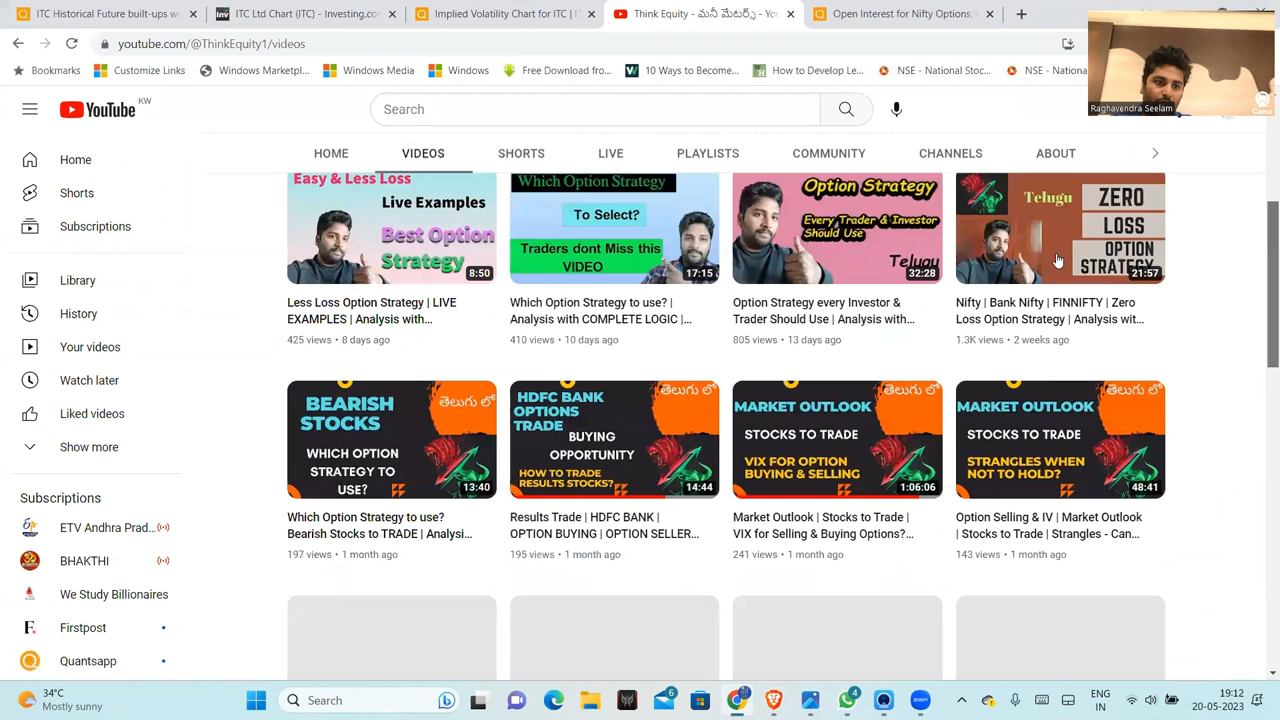 ITC Historical Future built-ups w
ITC Ltd Chart (ITC) - Investing.co
Implied Volatility Chart for ITC |
Think Equity - మనీ మేటర్స్ - Yo
Open Interest for Nifty Options,
youtube.com/@ThinkEquity1/videos
Bookmarks
Customize Links
Windows Marketpl...
Windows Media
Windows
Free Download fro...
10 Ways to Become...
How to Develop Le...
NSE - National Stoc...
NSE - Nation
Raghavendra Seelam
Camo
YouTube KW
Search
HOME
VIDEOS
SHORTS
LIVE
PLAYLISTS
COMMUNITY
CHANNELS
ABOUT
Home
Shorts
Subscriptions
Library
History
Your videos
Watch later
Liked videos
Show more
Subscriptions
ETV Andhra Prad...
BHAKTHI
We Study Billionaires
Firstpost
Quantsapp
Easy & Less Loss
Live Examples
Best Option
Strategy
8:50
Less Loss Option Strategy | LIVE
EXAMPLES | Analysis with...
425 views • 8 days ago
Which Option Strategy
To Select?
Traders dont Miss this
VIDEO
17:15
Which Option Strategy to use? |
Analysis with COMPLETE LOGIC |...
410 views • 10 days ago
Option Strategy
Every Trader & Investor
Should Use
Telugu
32:28
Option Strategy every Investor &
Trader Should Use | Analysis with...
805 views • 13 days ago
Telugu
ZERO
LOSS
OPTION
STRATEGY
21:57
Nifty | Bank Nifty | FINNIFTY | Zero
Loss Option Strategy | Analysis wit...
1.3K views • 2 weeks ago
తెలుగు లో
BEARISH
STOCKS
WHICH OPTION
STRATEGY TO
USE?
13:40
Which Option Strategy to use?
Bearish Stocks to TRADE | Analysi...
197 views • 1 month ago
తెలుగు లో
HDFC BANK
OPTIONS
TRADE
BUYING
OPPORTUNITY
HOW TO TRADE
RESULTS STOCKS?
14:44
Results Trade | HDFC BANK |
OPTION BUYING | OPTION SELLER...
195 views • 1 month ago
తెలుగు లో
MARKET OUTLOOK
STOCKS TO TRADE
VIX FOR OPTION
BUYING & SELLING
1:06:06
Market Outlook | Stocks to Trade |
VIX for Selling & Buying Options?...
241 views • 1 month ago
తెలుగు లో
MARKET OUTLOOK
STOCKS TO TRADE
STRANGLES WHEN
NOT TO HOLD?
48:41
Option Selling & IV | Market Outlook
| Stocks to Trade | Strangles - Can...
143 views • 1 month ago
34°C
Mostly sunny
Search
6
4
ENG
IN
19:12
20-05-2023